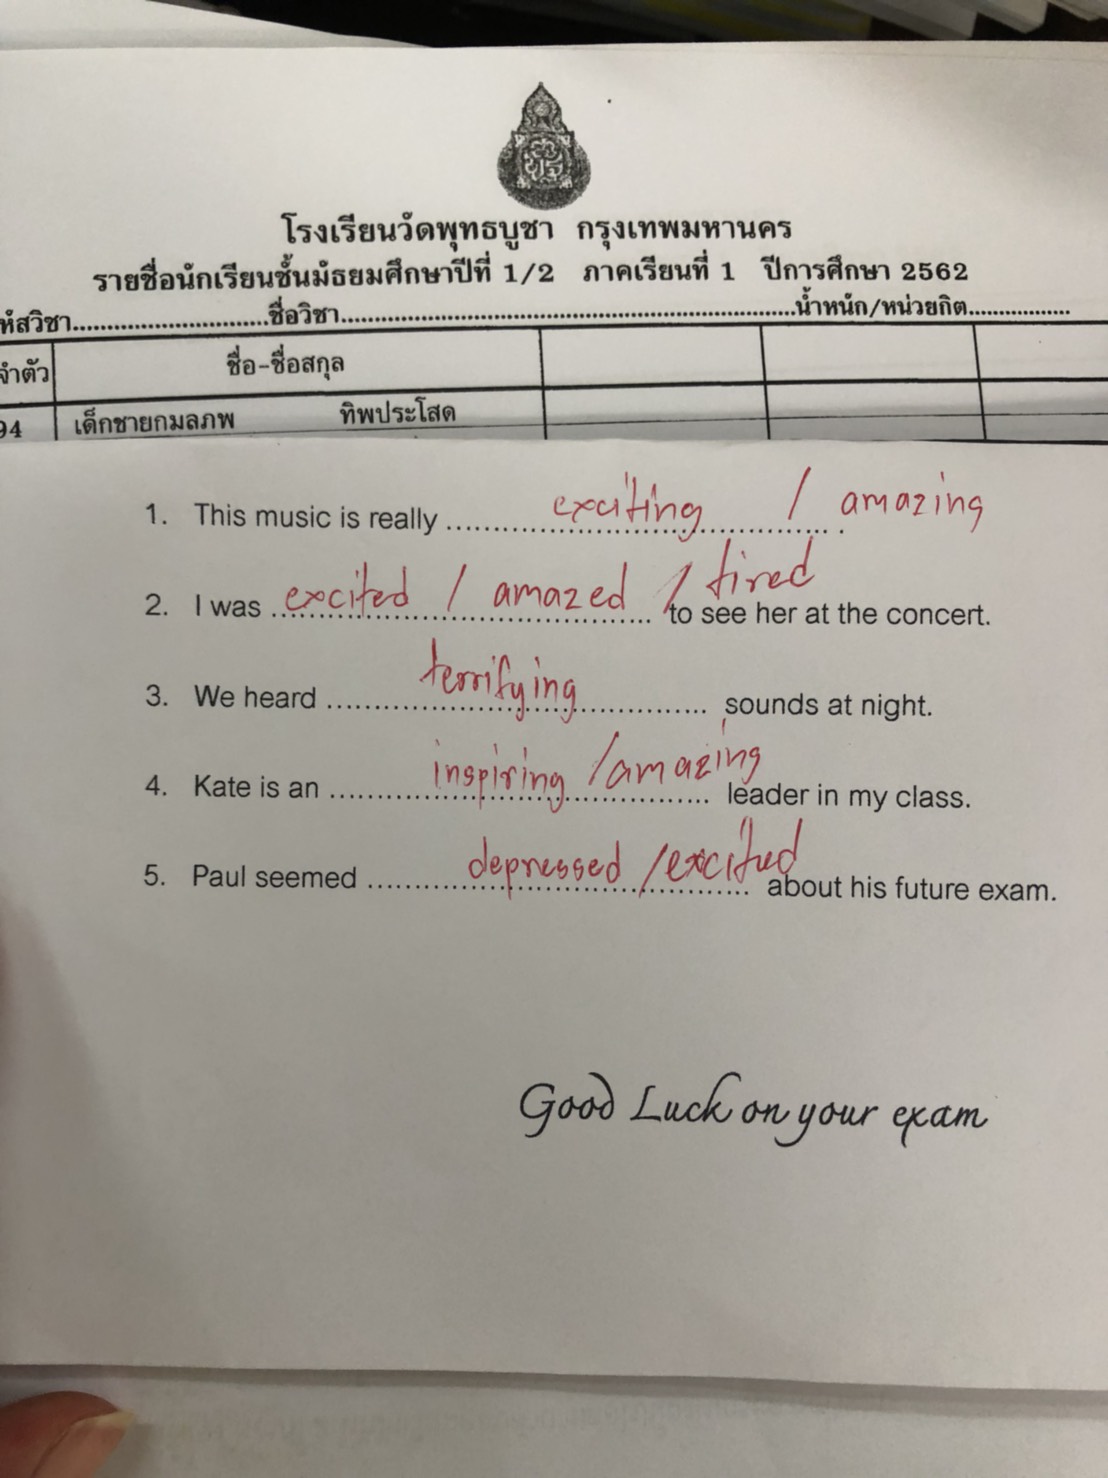 โรงเรียนวัดพุทธบูชา กรุงเทพมหานคร
รายชื่อนักเรียนชั้นมัธยมศึกษาปีที่ 1/2 ภาคเรียนที่ 1 ปีการศึกษา 2562
หัสวิชา............................ชื่อวิชา..................................................................................น้ำหนัก/หน่วยกิต..................
จำตัว ชื่อ-ชื่อสกุล
94 เด็กชายกมลภพ ทิพประโสด
1. This music is really exciting / amazing .
2. I was excited / amazed / tired to see her at the concert.
3. We heard terrifying sounds at night.
4. Kate is an inspiring / amazing leader in my class.
5. Paul seemed depressed / excited about his future exam.
Good Luck on your exam